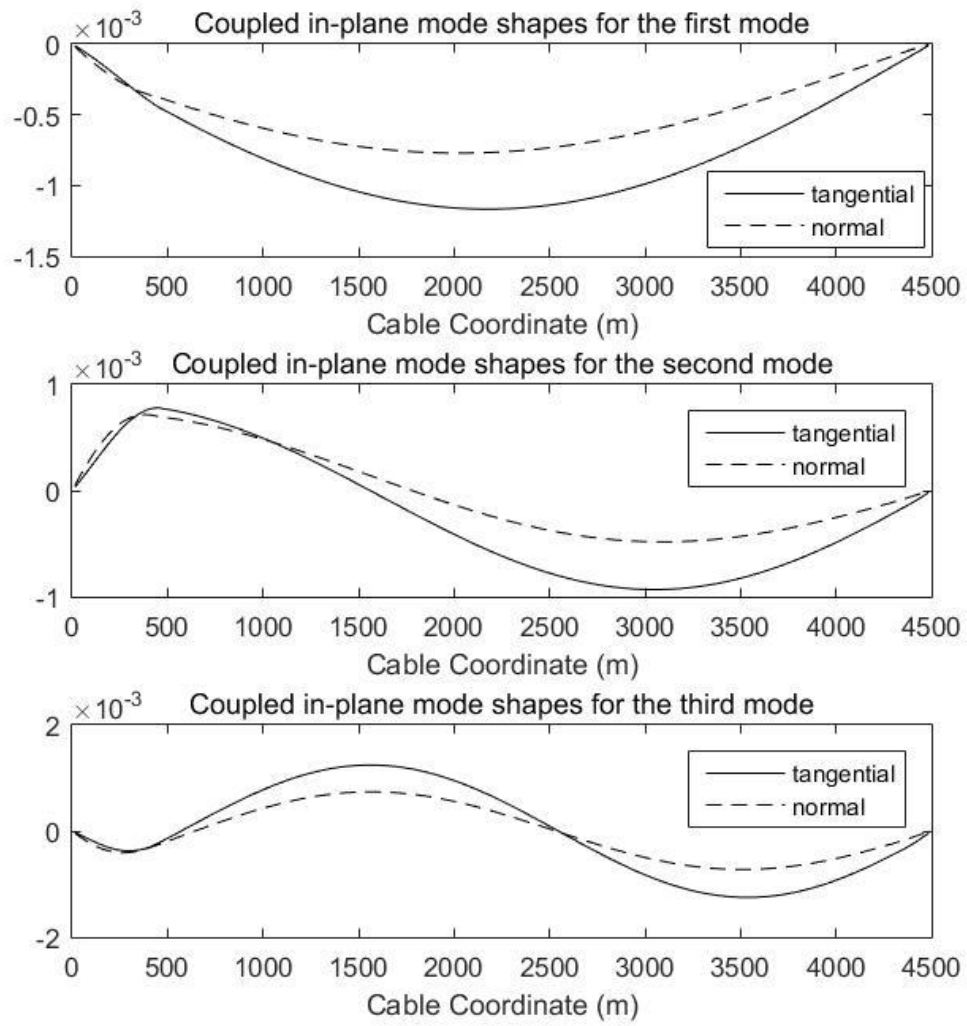 ×10-3
Coupled in-plane mode shapes for the first mode
0
-0.5
-1
-1.5
tangential
normal
0 500 1000 1500 2000 2500 3000 3500 4000 4500
Cable Coordinate (m)
×10-3
Coupled in-plane mode shapes for the second mode
1
0
-1
tangential
normal
0 500 1000 1500 2000 2500 3000 3500 4000 4500
Cable Coordinate (m)
×10-3
Coupled in-plane mode shapes for the third mode
2
0
-2
tangential
normal
0 500 1000 1500 2000 2500 3000 3500 4000 4500
Cable Coordinate (m)